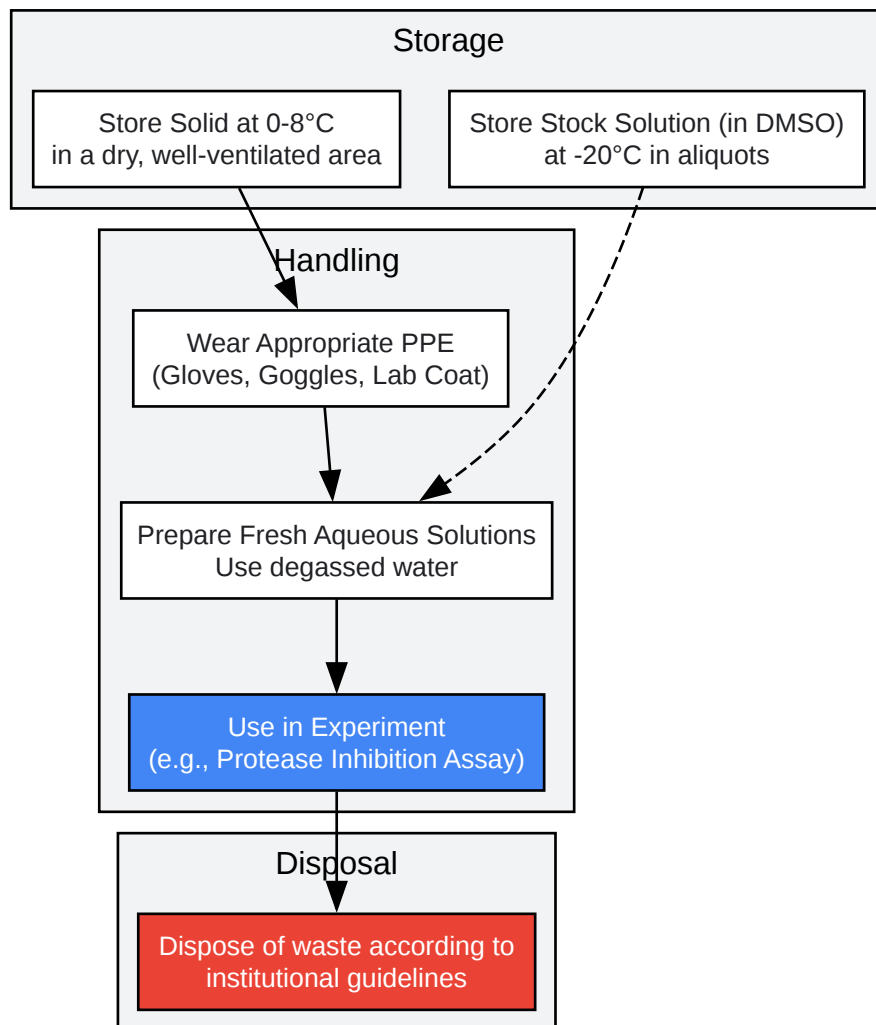 Storage
Store Solid at 0-8°C
in a dry, well-ventilated area
Store Stock Solution (in DMSO)
at -20°C in aliquots
Handling
Wear Appropriate PPE
(Gloves, Goggles, Lab Coat)
Prepare Fresh Aqueous Solutions
Use degassed water
Use in Experiment
(e.g., Protease Inhibition Assay)
Disposal
Dispose of waste according to
institutional guidelines